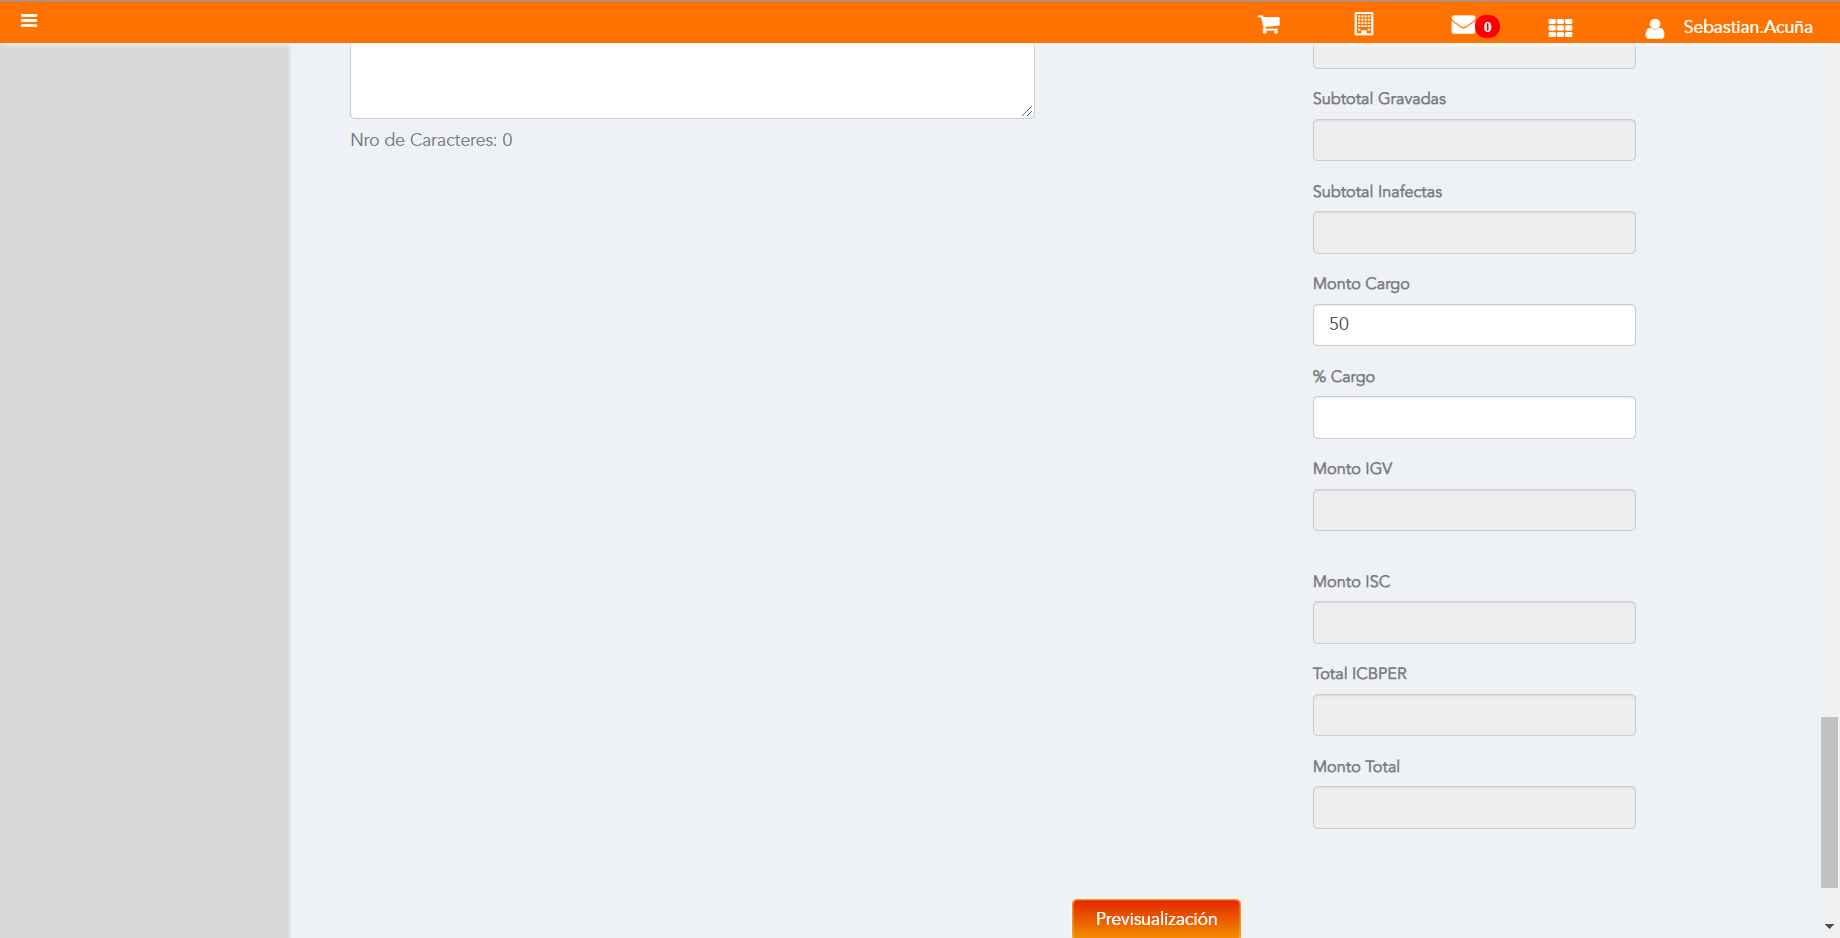 0
Sebastian.Acuña
Nro de Caracteres: 0
Subtotal Gravadas
Subtotal Inafectas
Monto Cargo
50
% Cargo
Monto IGV
Monto ISC
Total ICBPER
Monto Total
Previsualización